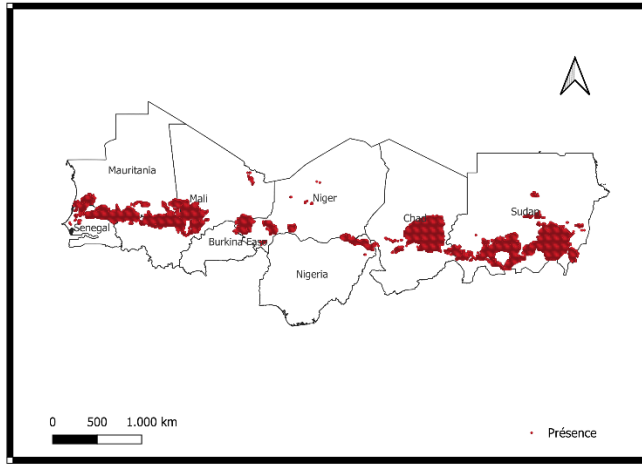 Mauritania
Mali
Niger
Senegal
Chad
Sudan
Burkina Faso
Nigeria
0 500 1.000 km
Présence